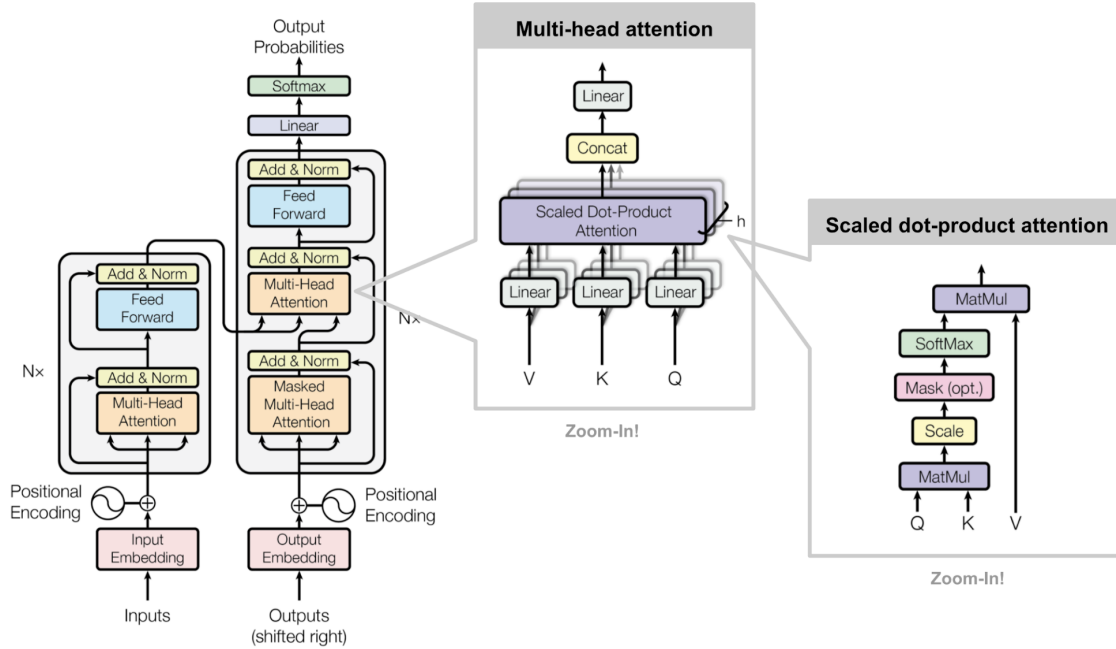 Output
Probabilities
Softmax
Linear
Add & Norm
Feed
Forward
Add & Norm
Multi-Head
Attention
Nx
Add & Norm
Masked
Multi-Head
Attention
Positional
Encoding
Output
Embedding
Outputs
(shifted right)
Add & Norm
Feed
Forward
Nx
Add & Norm
Multi-Head
Attention
Positional
Encoding
Input
Embedding
Inputs
Multi-head attention
Linear
Concat
Scaled Dot-Product
Attention
h
Linear
Linear
Linear
V
K
Q
Zoom-In!
Scaled dot-product attention
MatMul
SoftMax
Mask (opt.)
Scale
MatMul
Q
K
V
Zoom-In!